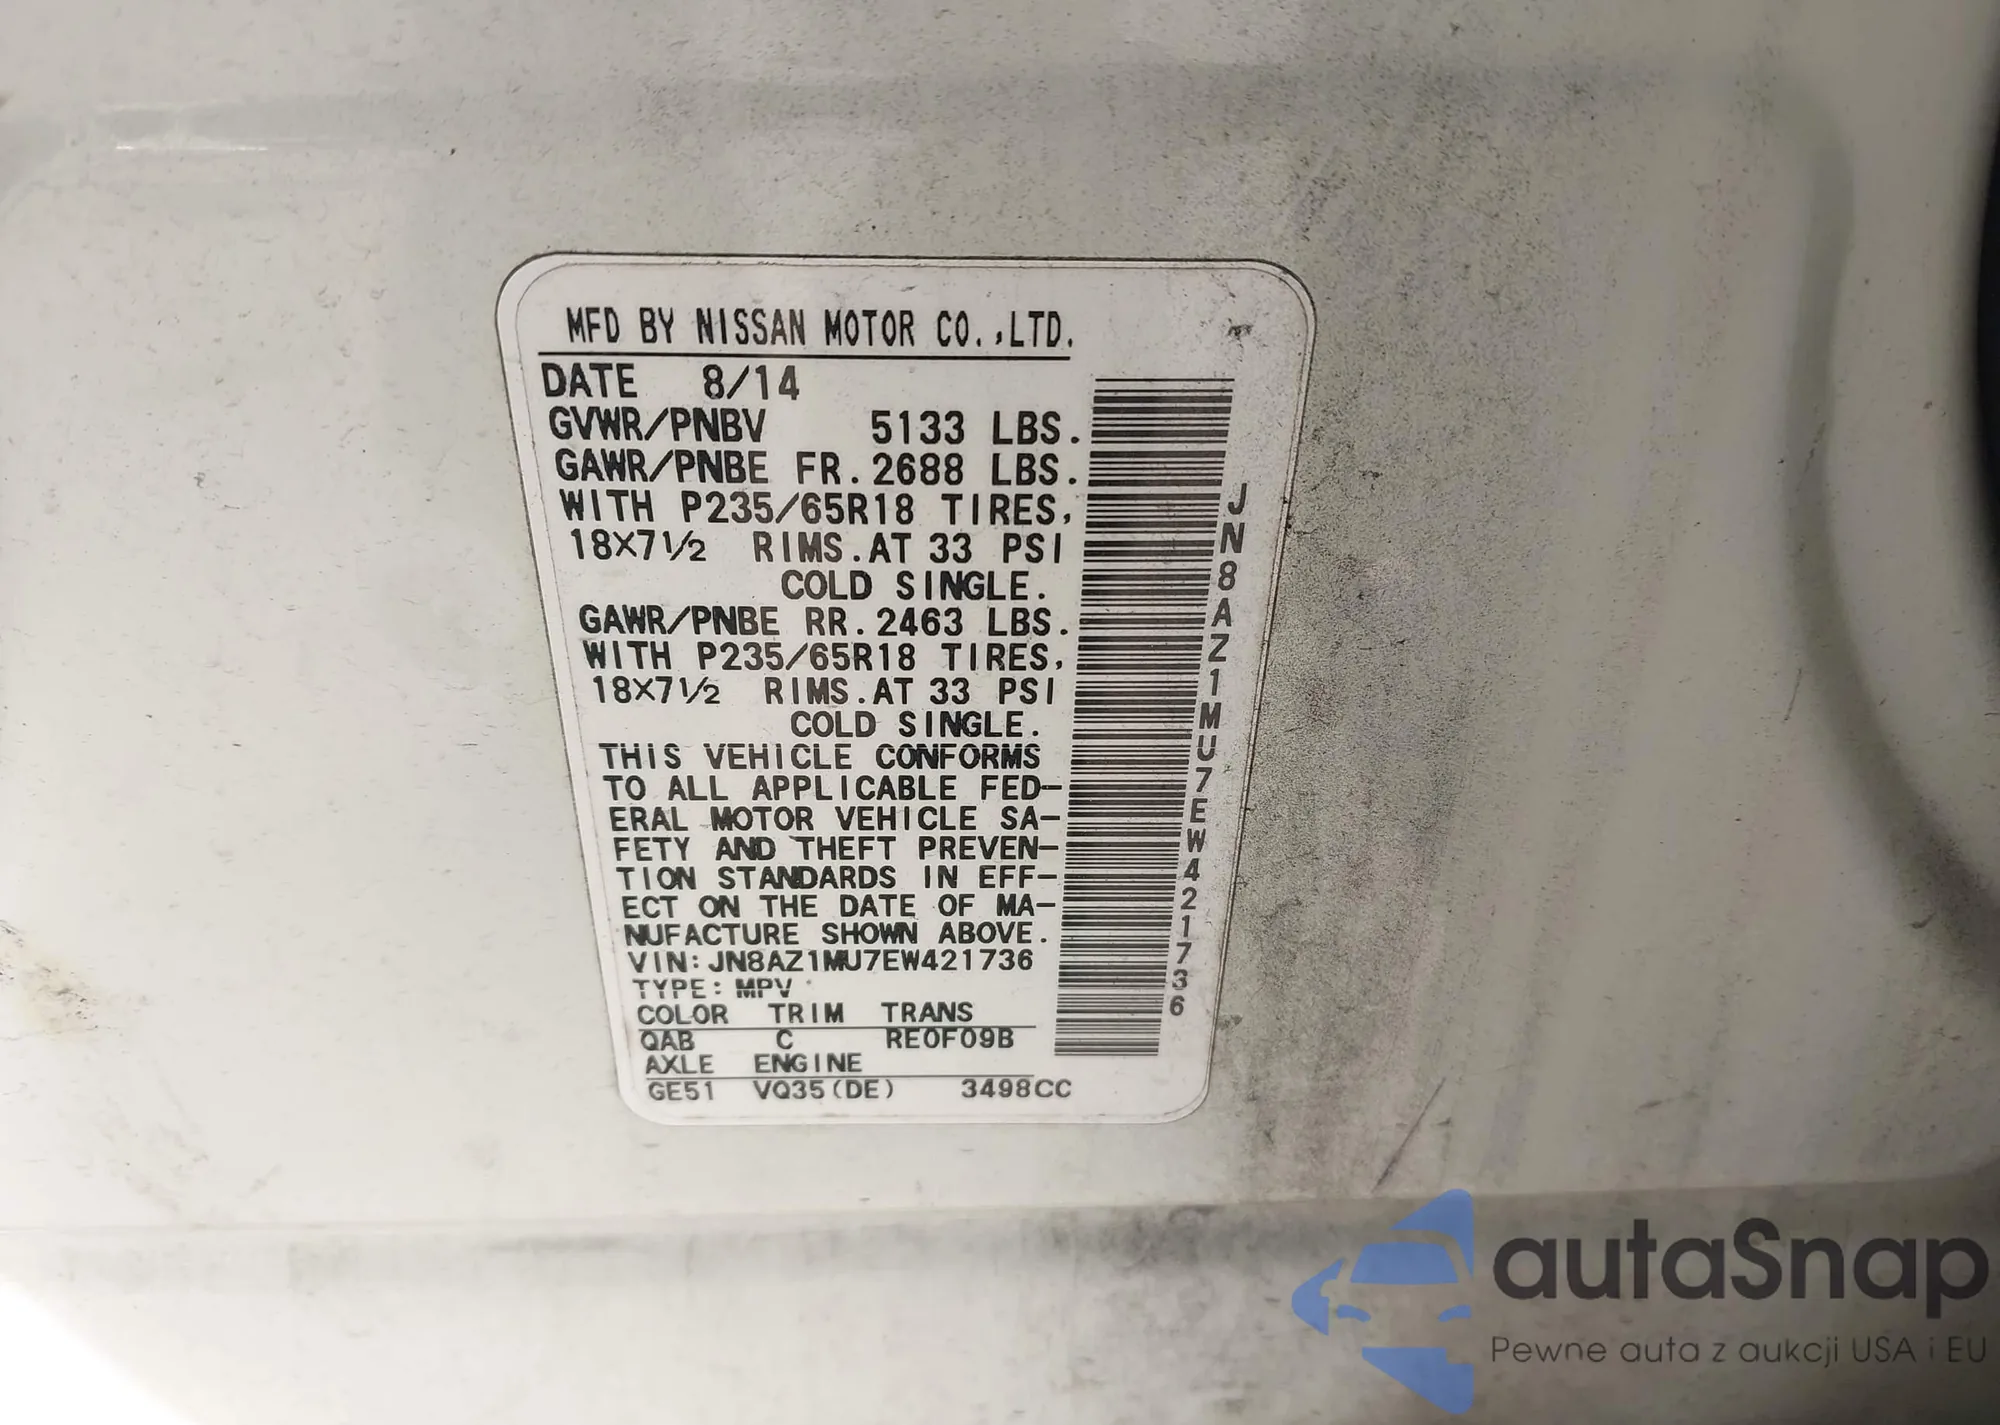 MFD BY NISSAN MOTOR CO.,LTD.
DATE 8/14
GVWR/PNBV 5133 LBS.
GAWR/PNBE FR. 2688 LBS.
WITH P235/65R18 TIRES,
18×7½ RIMS. AT 33 PSI
COLD SINGLE.
GAWR/PNBE RR. 2463 LBS.
WITH P235/65R18 TIRES,
18×7½ RIMS. AT 33 PSI
COLD SINGLE.
THIS VEHICLE CONFORMS
TO ALL APPLICABLE FED-
ERAL MOTOR VEHICLE SA-
FETY AND THEFT PREVEN-
TION STANDARDS IN EFF-
ECT ON THE DATE OF MA-
NUFACTURE SHOWN ABOVE.
VIN: JN8AZ1MU7EW421736
TYPE: MPV
COLOR TRIM TRANS
QAB C RE0F09B
AXLE ENGINE
GE51 VQ35(DE) 3498CC
JN8AZ1MU7EW421736
autaSnap
Pewne auta z aukcji USA i EU